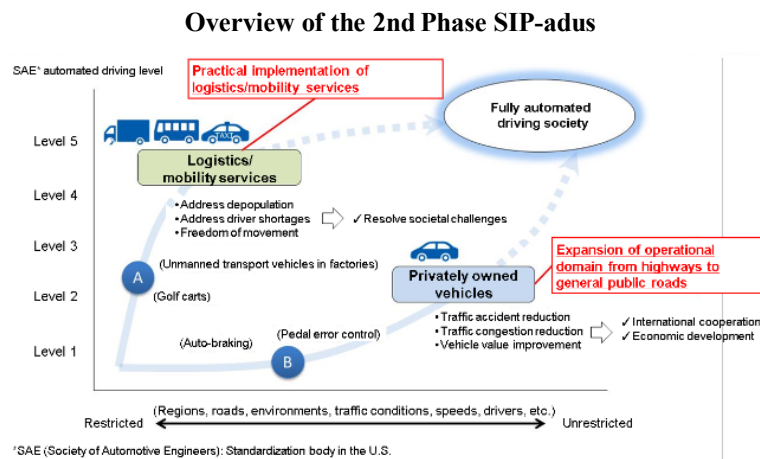 Overview of the 2nd Phase SIP-adus
SAE* automated driving level
Practical implementation of
logistics/mobility services
Fully automated
driving society
Level 5
TAXI
Logistics/
mobility services
Level 4
•Address depopulation
•Address driver shortages
•Freedom of movement
✓Resolve societal challenges
Level 3
Expansion of operational
domain from highways to
general public roads
A
(Unmanned transport vehicles in factories)
Privately owned
vehicles
Level 2
(Golf carts)
•Traffic accident reduction
•Traffic congestion reduction
•Vehicle value improvement
✓International cooperation
✓Economic development
(Pedal error control)
Level 1
(Auto-braking)
B
(Regions, roads, environments, traffic conditions, speeds, drivers, etc.)
Restricted
Unrestricted
*SAE (Society of Automotive Engineers): Standardization body in the U.S.